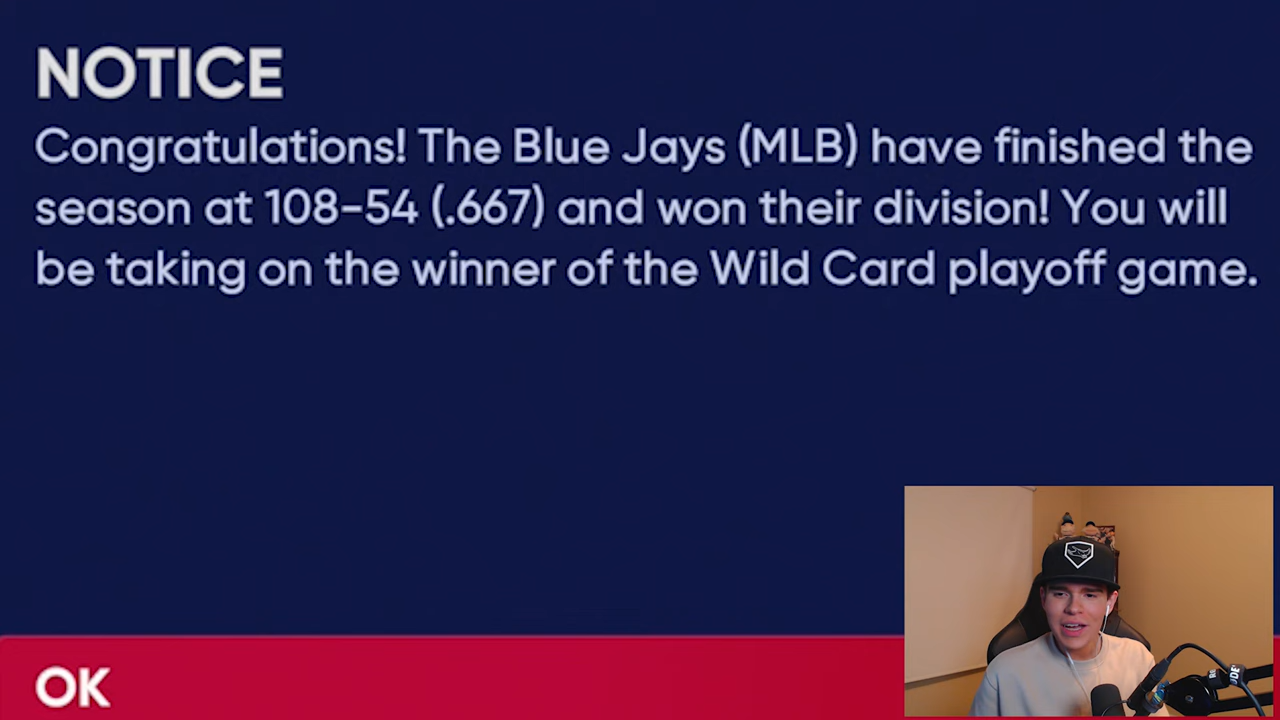 NOTICE
Congratulations! The Blue Jays (MLB) have finished the
season at 108-54 (.667) and won their division! You will
be taking on the winner of the Wild Card playoff game.
OK